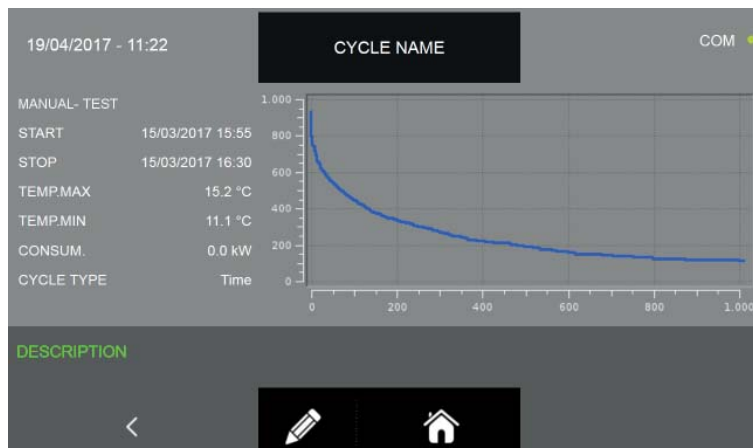 19/04/2017 - 11:22
CYCLE NAME
COM
MANUAL- TEST
START 15/03/2017 15:55
STOP 15/03/2017 16:30
TEMP.MAX 15.2 °C
TEMP.MIN 11.1 °C
CONSUM. 0.0 kW
CYCLE TYPE Time
1.000
800
600
400
200
0
0 200 400 600 800 1.000
DESCRIPTION